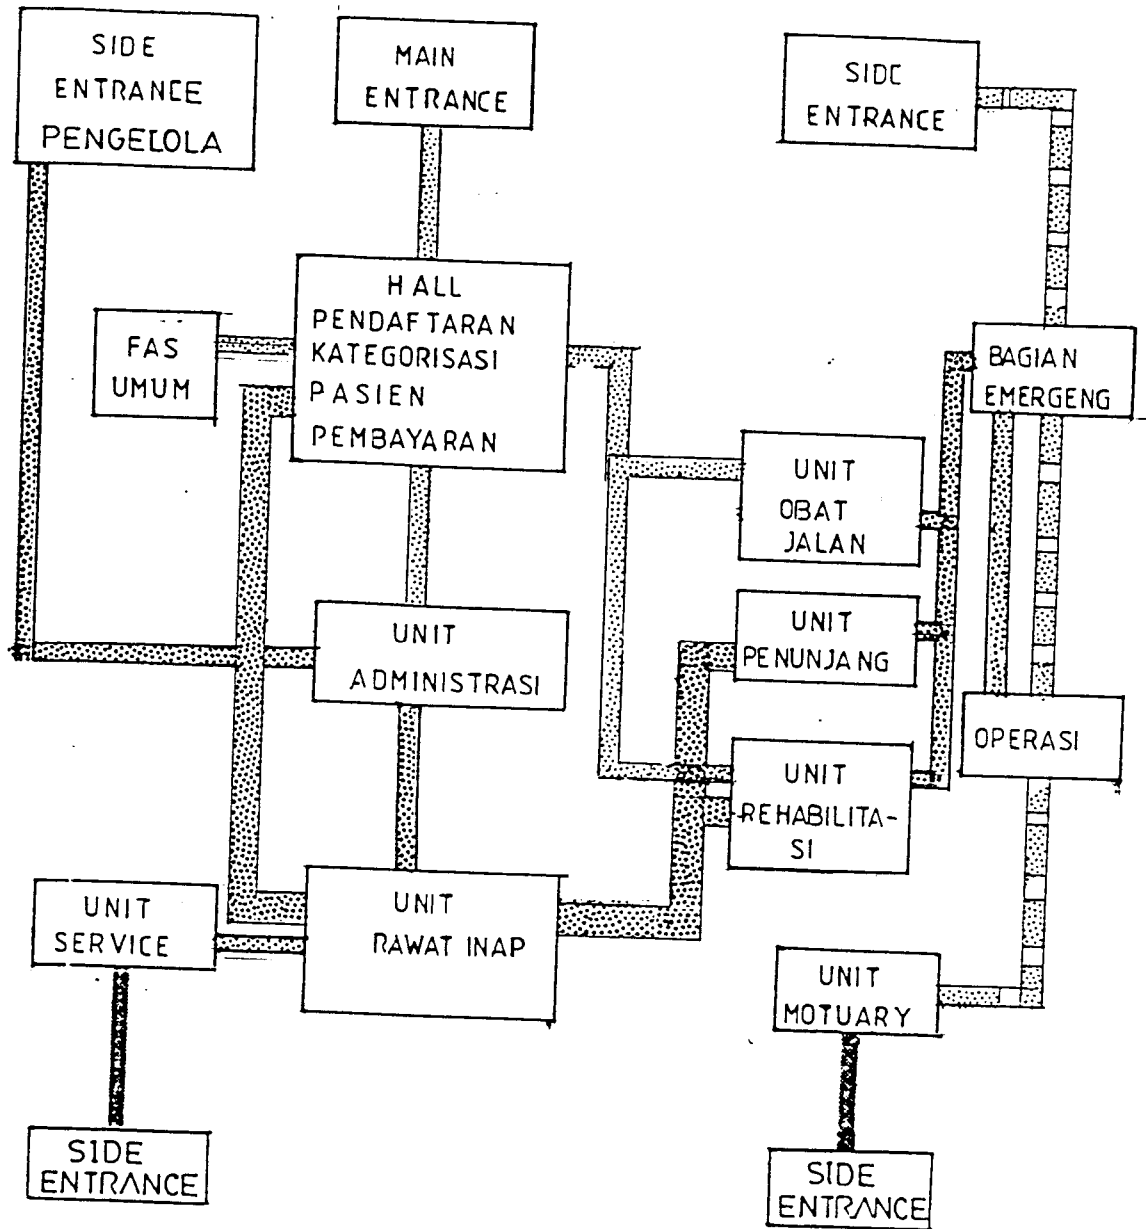 SIDE
ENTRANCE
PENGELOLA
MAIN
ENTRANCE
SIDE
ENTRANCE
HALL
PENDAFTARAN
KATEGORISASI
PASIEN
PEMBAYARAN
FAS
UMUM
BAGIAN
EMERGENG
UNIT
OBAT
JALAN
UNIT
ADMINISTRASI
UNIT
PENUNJANG
OPERASI
UNIT
REHABILITA-
SI
UNIT
SERVICE
UNIT
RAWAT INAP
UNIT
MOTUARY
SIDE
ENTRANCE
SIDE
ENTRANCE